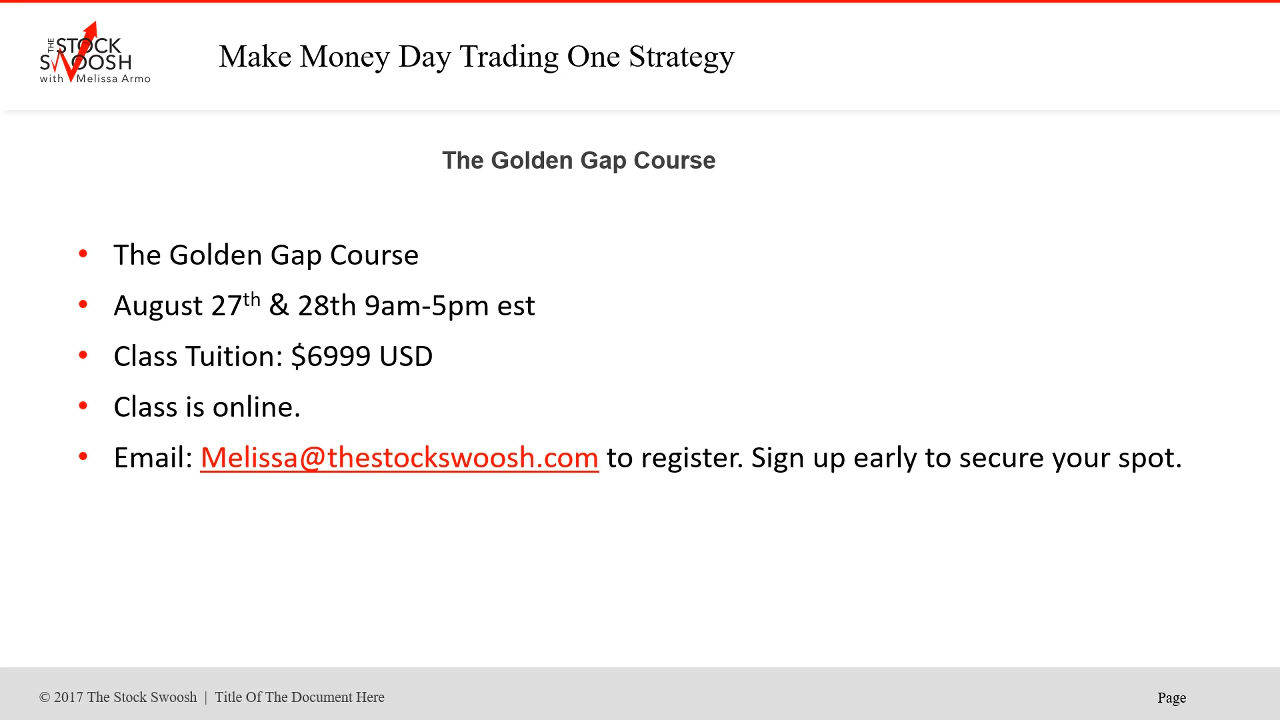 THE STOCK
SWOOSH
with Melissa Armo
Make Money Day Trading One Strategy
The Golden Gap Course
• The Golden Gap Course
• August 27th & 28th 9am-5pm est
• Class Tuition: $6999 USD
• Class is online.
• Email: Melissa@thestockswoosh.com to register. Sign up early to secure your spot.
© 2017 The Stock Swoosh | Title Of The Document Here
Page